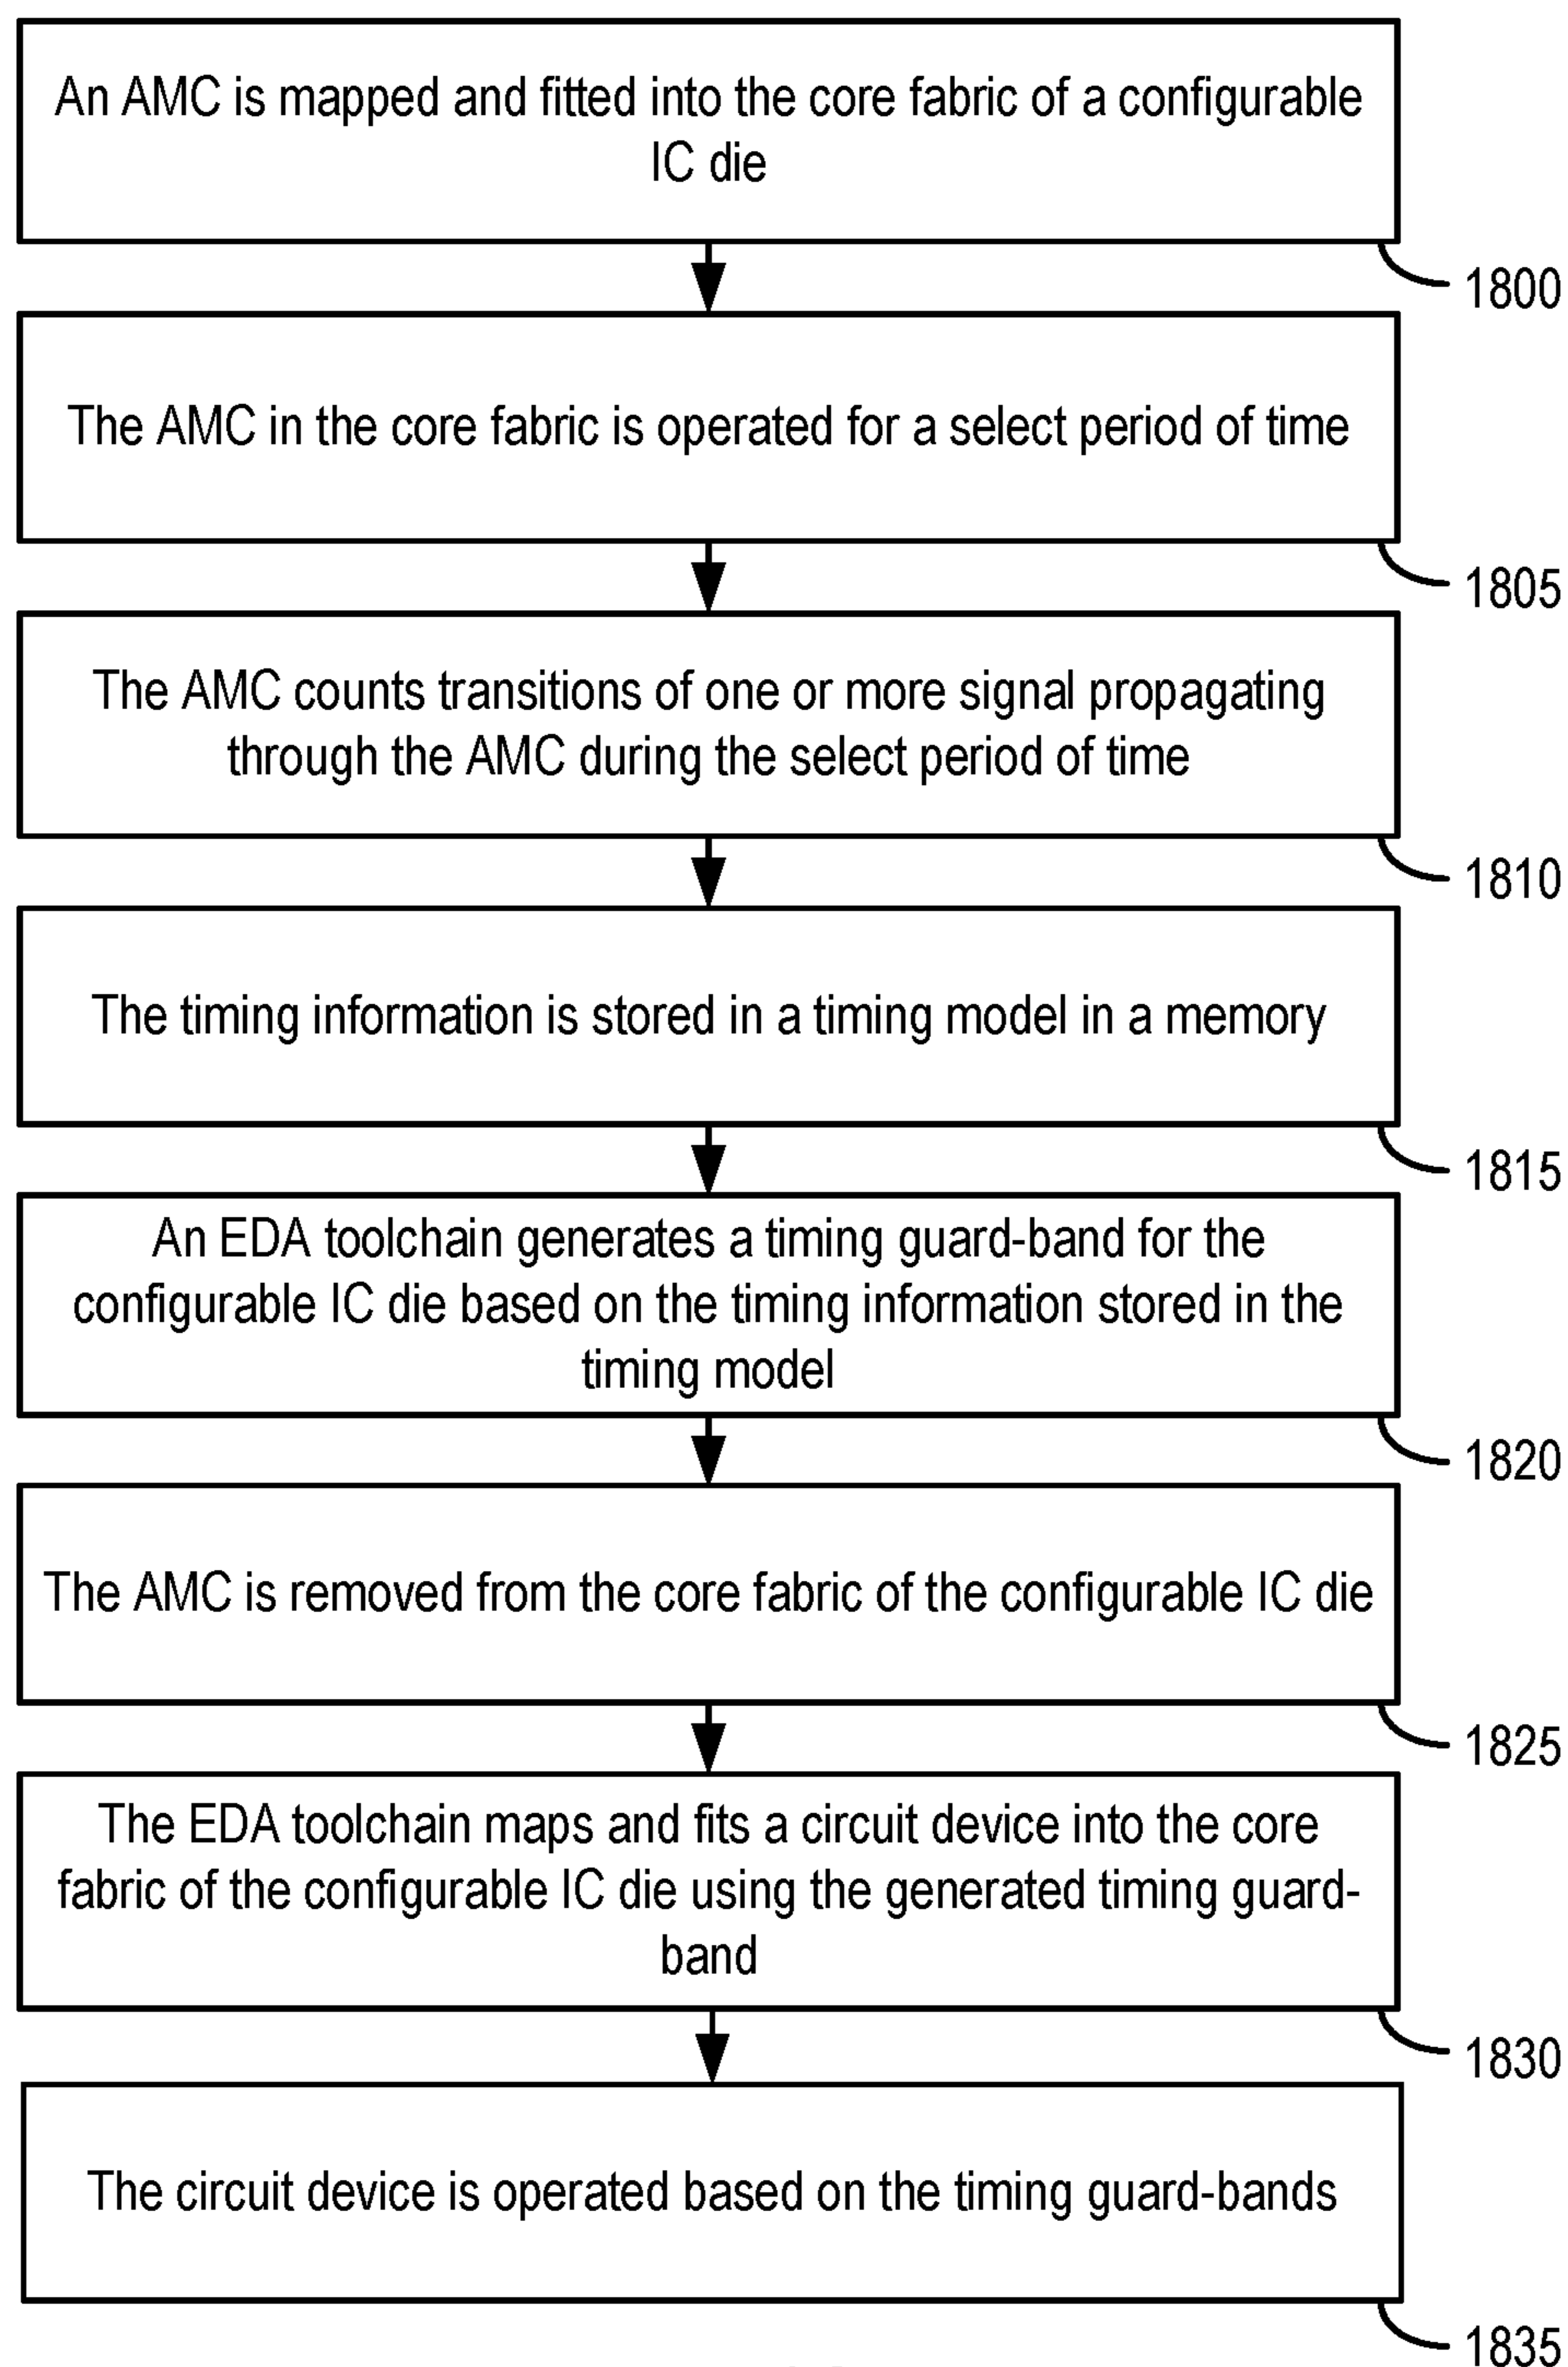 An AMC is mapped and fitted into the core fabric of a configurable
IC die
1800
The AMC in the core fabric is operated for a select period of time
1805
The AMC counts transitions of one or more signal propagating
through the AMC during the select period of time
1810
The timing information is stored in a timing model in a memory
1815
An EDA toolchain generates a timing guard-band for the
configurable IC die based on the timing information stored in the
timing model
1820
The AMC is removed from the core fabric of the configurable IC die
1825
The EDA toolchain maps and fits a circuit device into the core
fabric of the configurable IC die using the generated timing guard-
band
1830
The circuit device is operated based on the timing guard-bands
1835